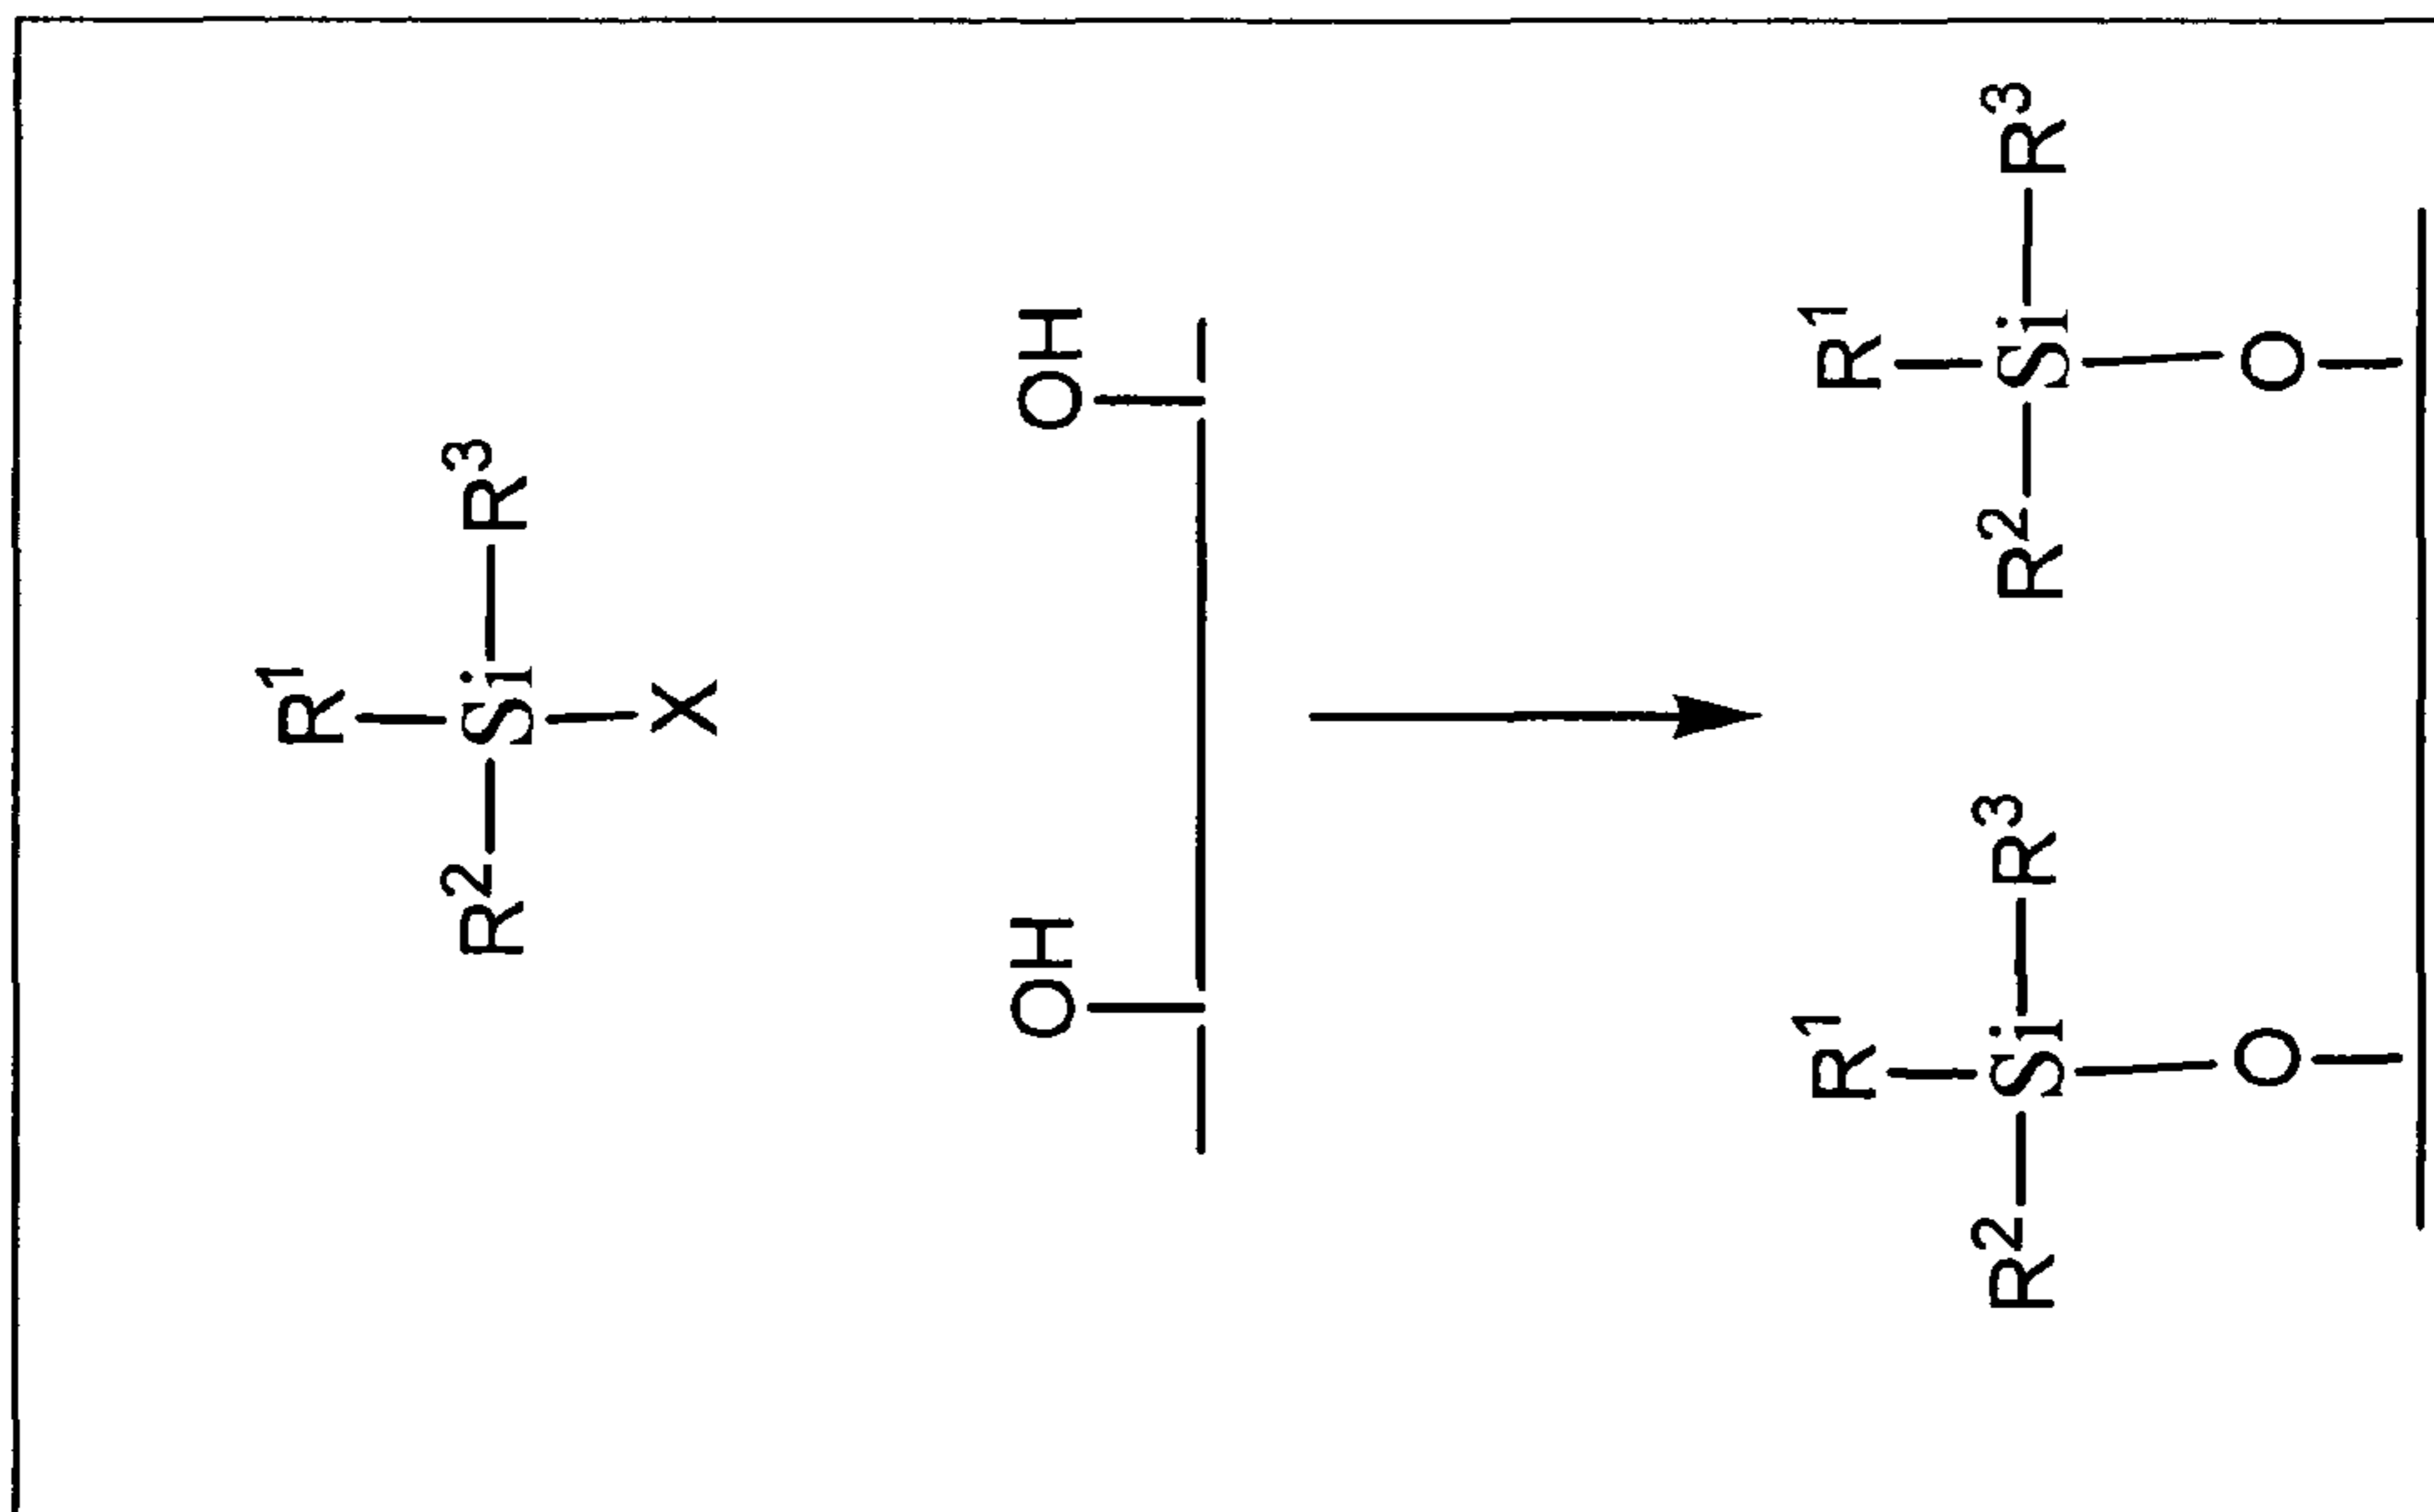 R¹
R²—Si—R³
X
OH OH
R¹ R¹
R²—Si—R³ R²—Si—R³
O O